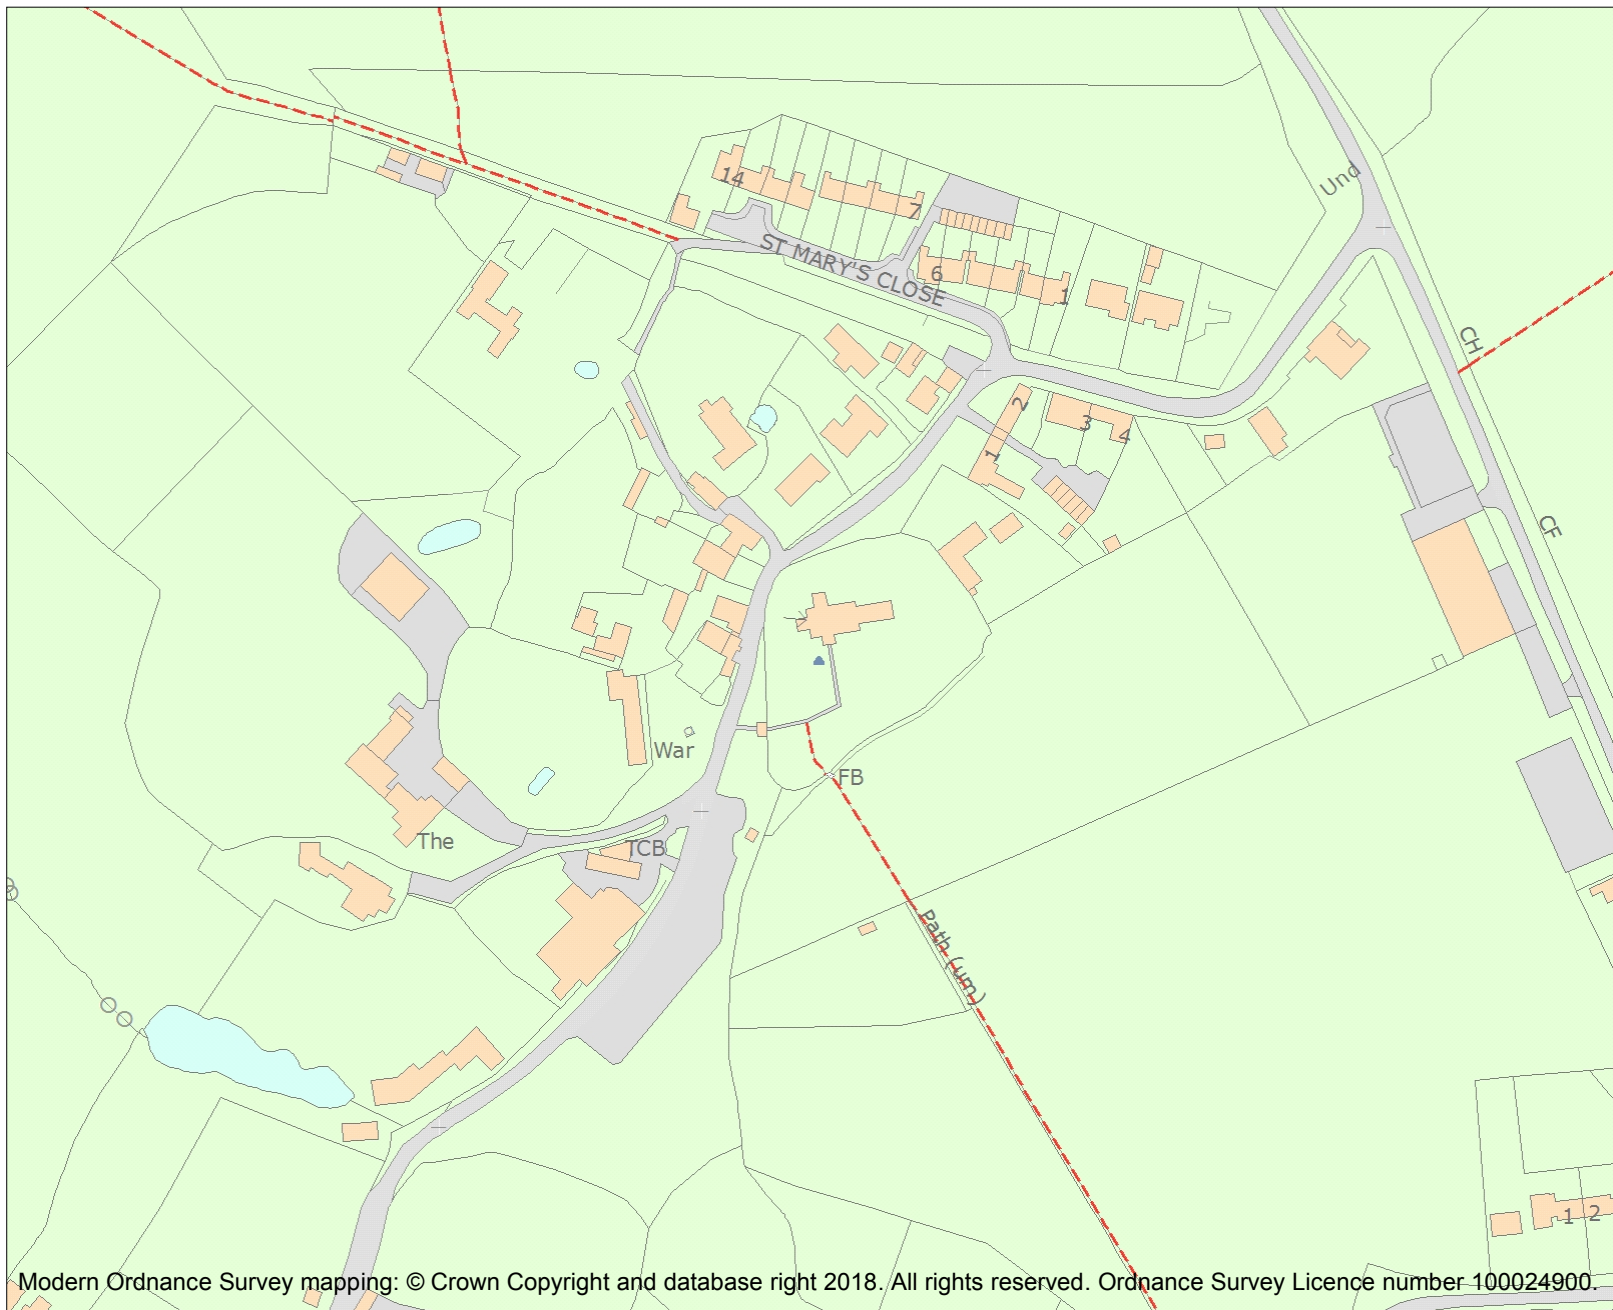 14
7
Und
ST MARY'S CLOSE
6
1
CH
2
3
4
1
CF
War
FB
The
TCB
Path (um)
1 2
Modern Ordnance Survey mapping: © Crown Copyright and database right 2018. All rights reserved. Ordnance Survey Licence number 100024900.